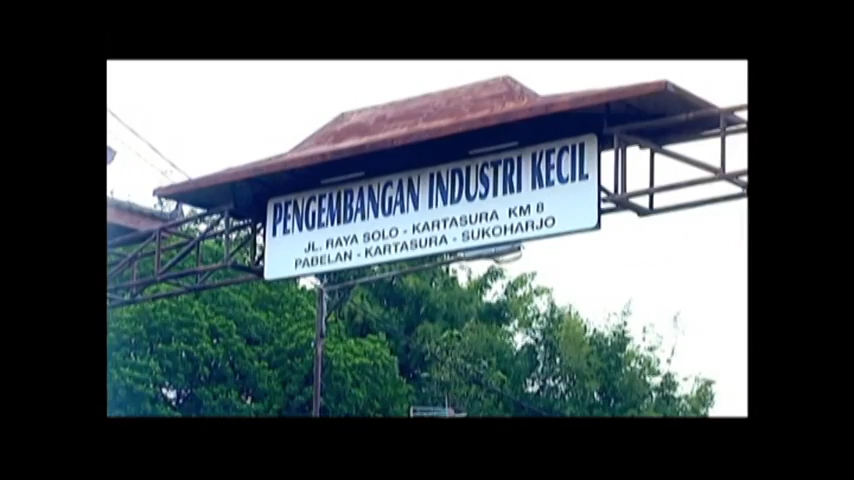 PENGEMBANGAN INDUSTRI KECIL
JL. RAYA SOLO - KARTASURA KM 8
PABELAN - KARTASURA - SUKOHARJO